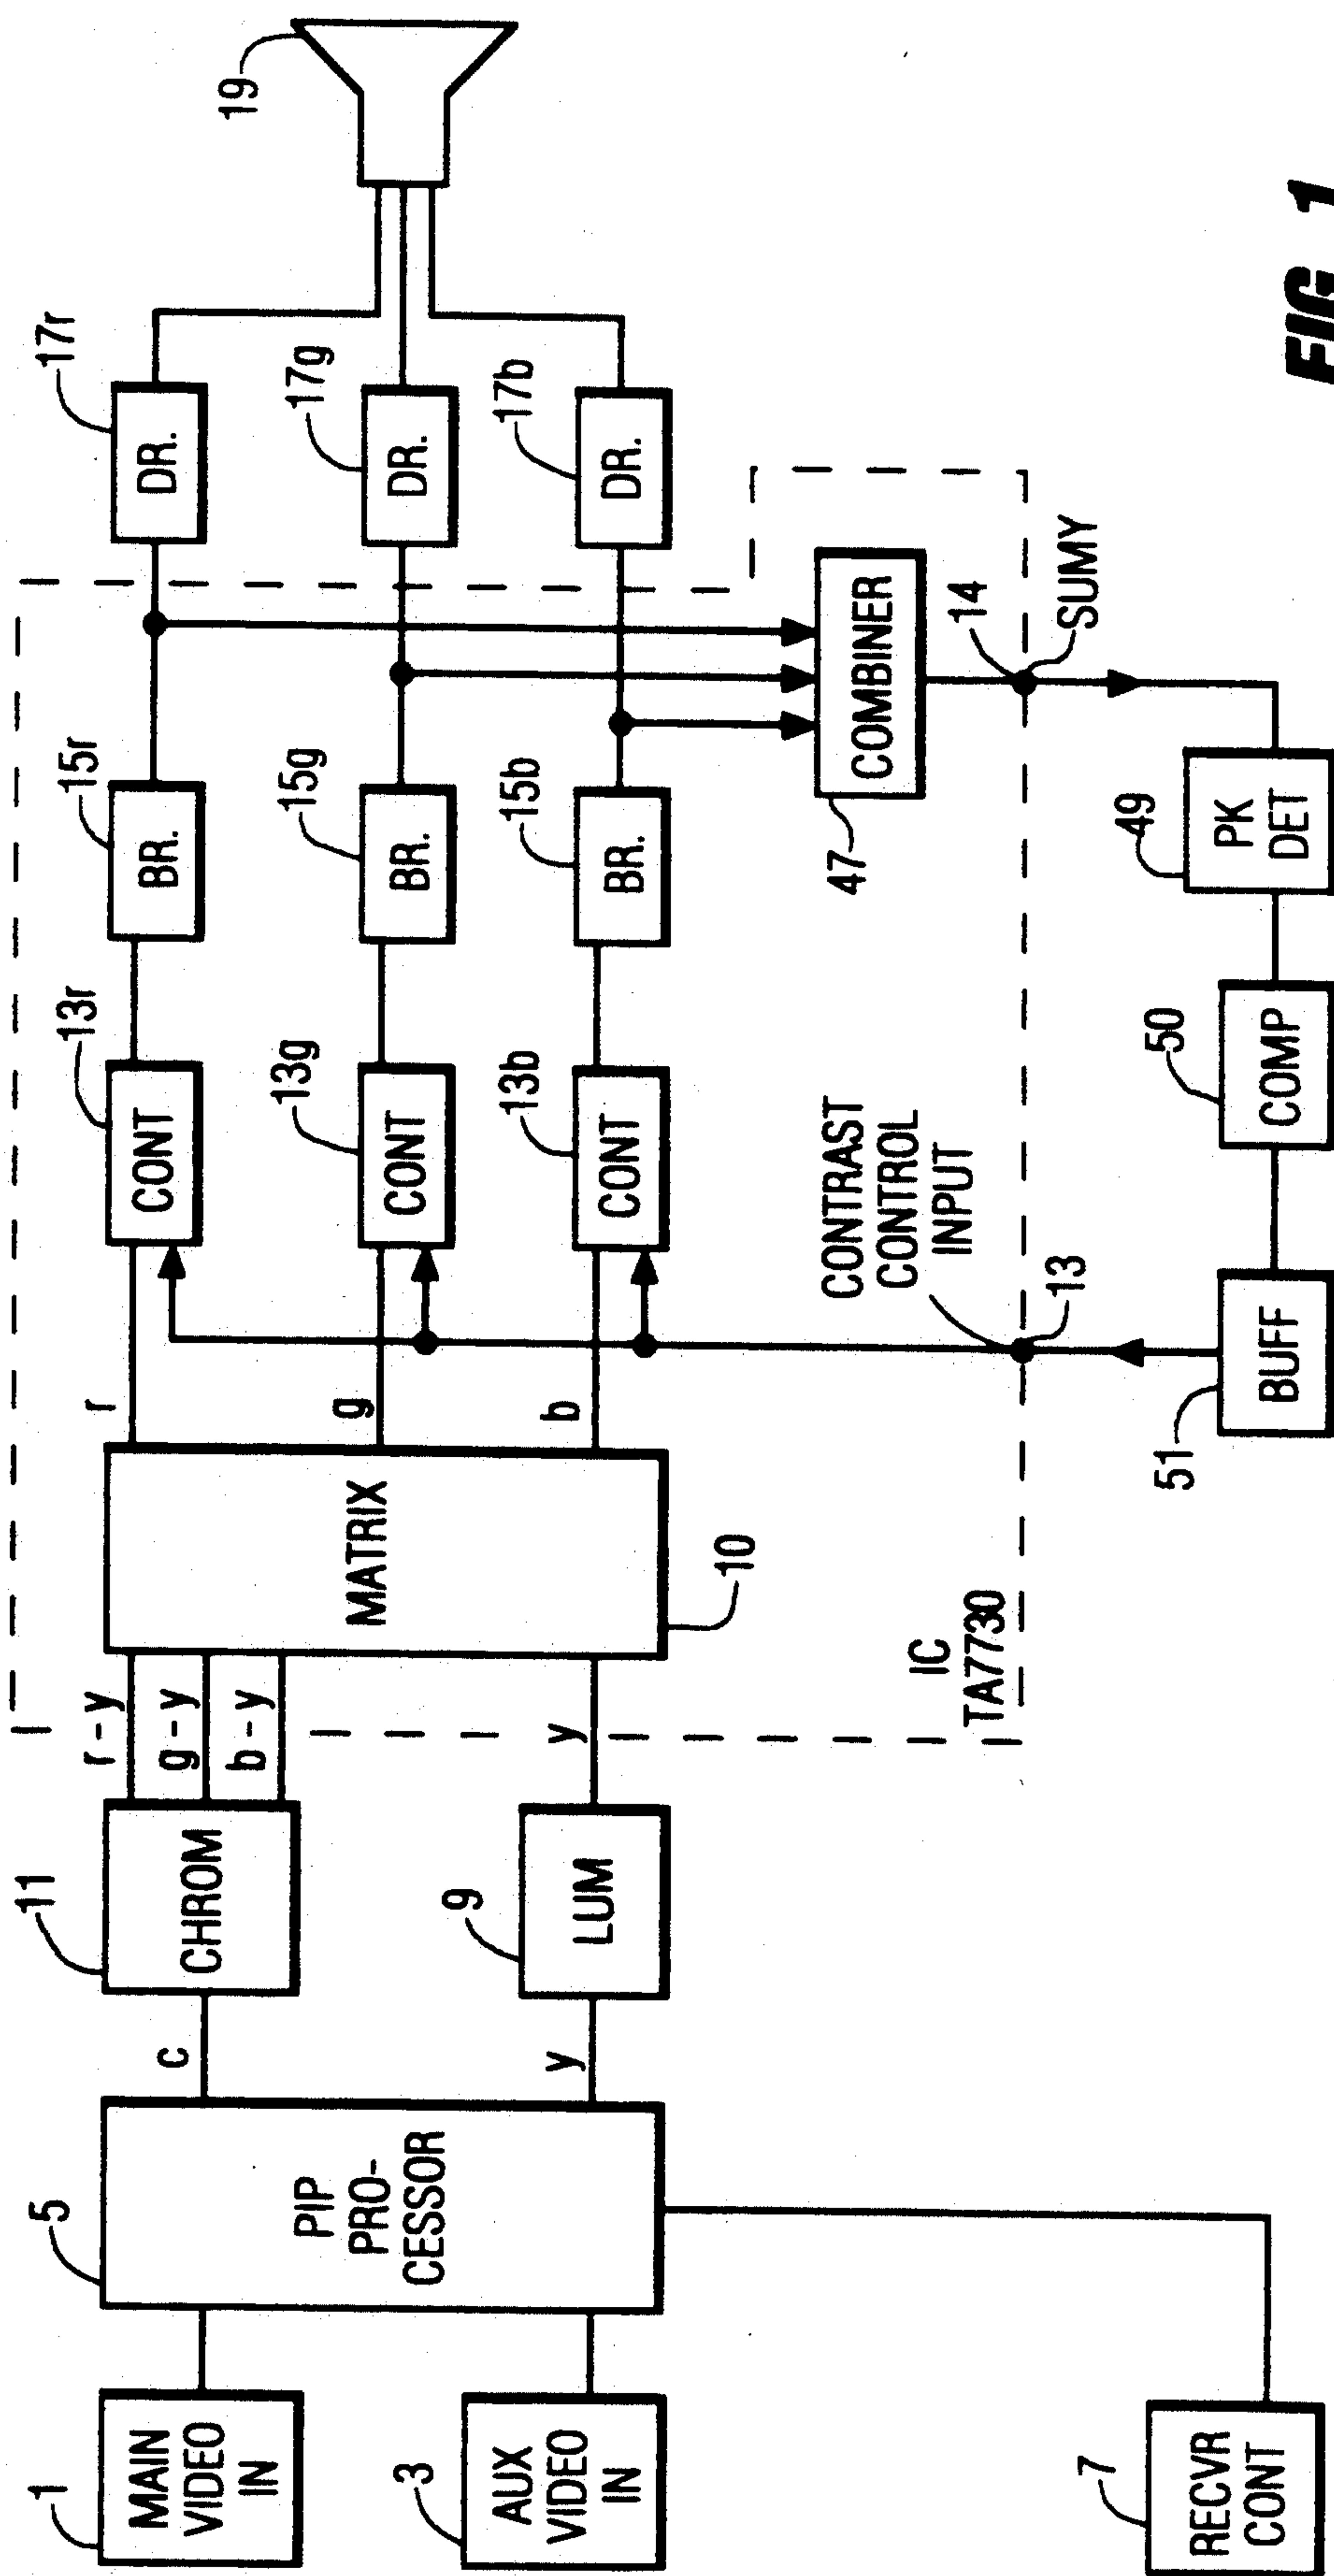 1
MAIN
VIDEO
IN
3
AUX
VIDEO
IN
7
RECVR
CONT
5
PIP
PRO-
CESSOR
c
y
11
CHROM
9
LUM
r-y
g-y
b-y
y
MATRIX
10
IC
TA7730
r
g
b
13r
CONT
13g
CONT
13b
CONT
CONTRAST
CONTROL
INPUT
13
15r
BR.
15g
BR.
15b
BR.
17r
DR.
17g
DR.
17b
DR.
19
COMBINER
47
14
SUMY
49
PK
DET
50
COMP
51
BUFF
FIG. 1